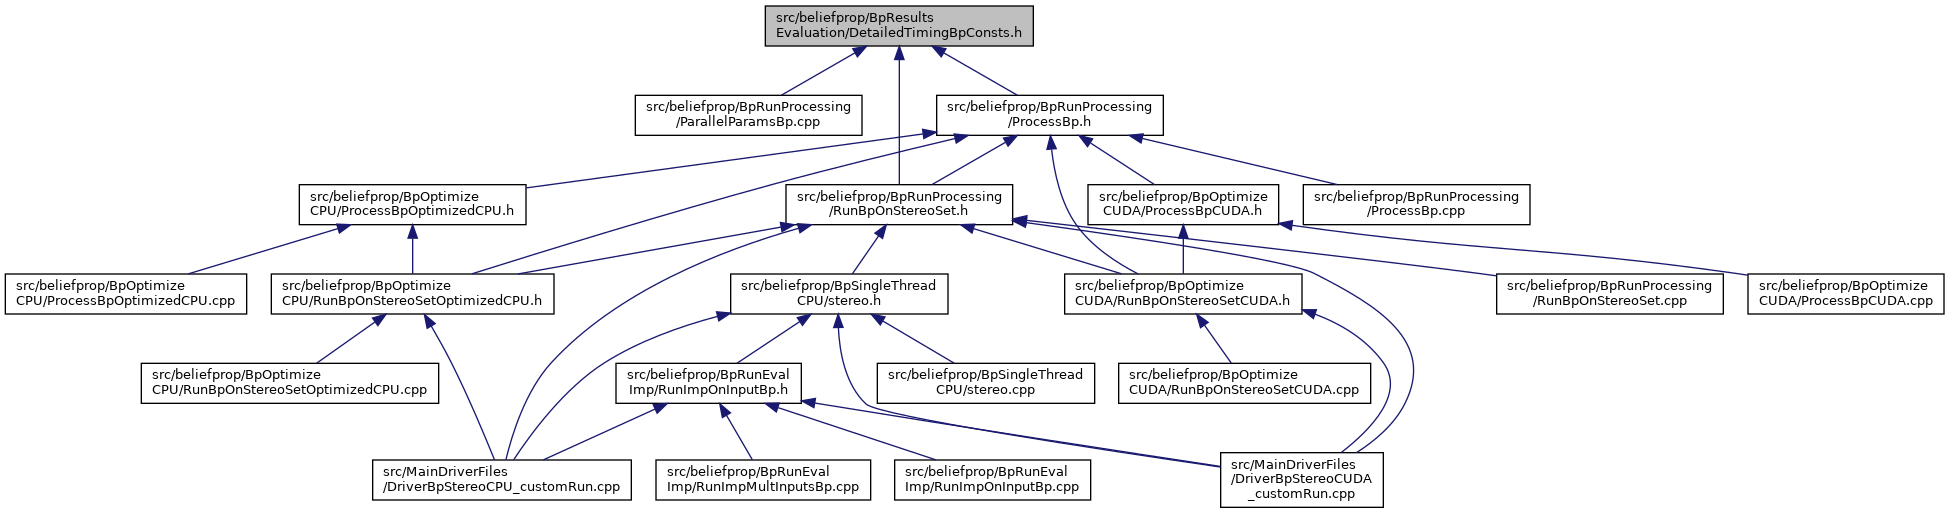 src/beliefprop/BpResults
Evaluation/DetailedTimingBpConsts.h
src/beliefprop/BpRunProcessing
/ParallelParamsBp.cpp
src/beliefprop/BpRunProcessing
/ProcessBp.h
src/beliefprop/BpOptimize
CPU/ProcessBpOptimizedCPU.h
src/beliefprop/BpRunProcessing
/RunBpOnStereoSet.h
src/beliefprop/BpOptimize
CUDA/ProcessBpCUDA.h
src/beliefprop/BpRunProcessing
/ProcessBp.cpp
src/beliefprop/BpOptimize
CPU/ProcessBpOptimizedCPU.cpp
src/beliefprop/BpOptimize
CPU/RunBpOnStereoSetOptimizedCPU.h
src/beliefprop/BpSingleThread
CPU/stereo.h
src/beliefprop/BpOptimize
CUDA/RunBpOnStereoSetCUDA.h
src/beliefprop/BpRunProcessing
/RunBpOnStereoSet.cpp
src/beliefprop/BpOptimize
CUDA/ProcessBpCUDA.cpp
src/beliefprop/BpOptimize
CPU/RunBpOnStereoSetOptimizedCPU.cpp
src/beliefprop/BpRunEval
Imp/RunImpOnInputBp.h
src/beliefprop/BpSingleThread
CPU/stereo.cpp
src/beliefprop/BpOptimize
CUDA/RunBpOnStereoSetCUDA.cpp
src/MainDriverFiles
/DriverBpStereoCPU_customRun.cpp
src/beliefprop/BpRunEval
Imp/RunImpMultInputsBp.cpp
src/beliefprop/BpRunEval
Imp/RunImpOnInputBp.cpp
src/MainDriverFiles
/DriverBpStereoCUDA
_customRun.cpp